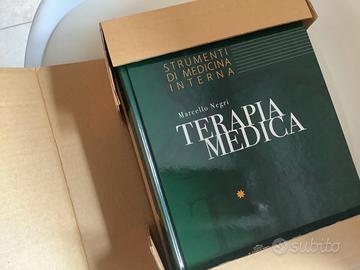 STRUMENTI
DI MEDICINA
INTERNA
Marcello Negri
TERAPIA
MEDICA
subito